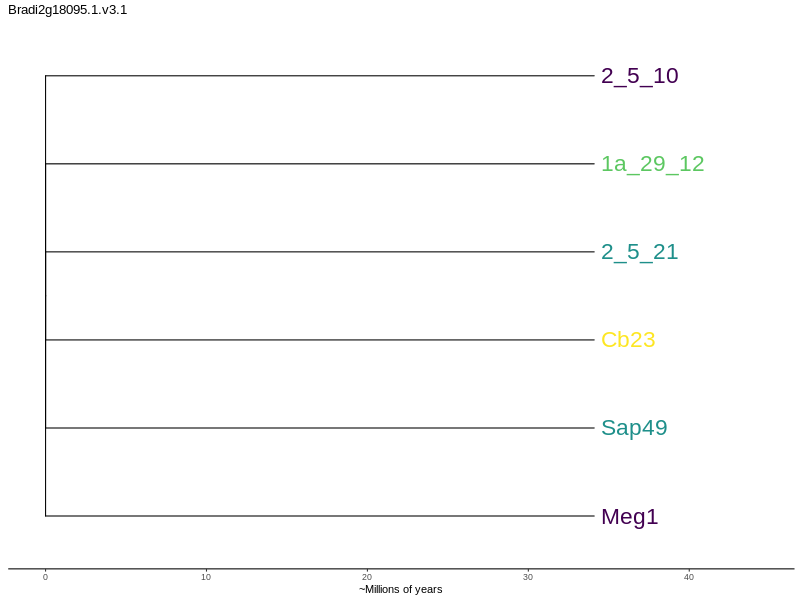 Bradi2g18095.1.v3.1
2_5_10
1a_29_12
2_5_21
Cb23
Sap49
Meg1
0 10 20 30 40
~Millions of years